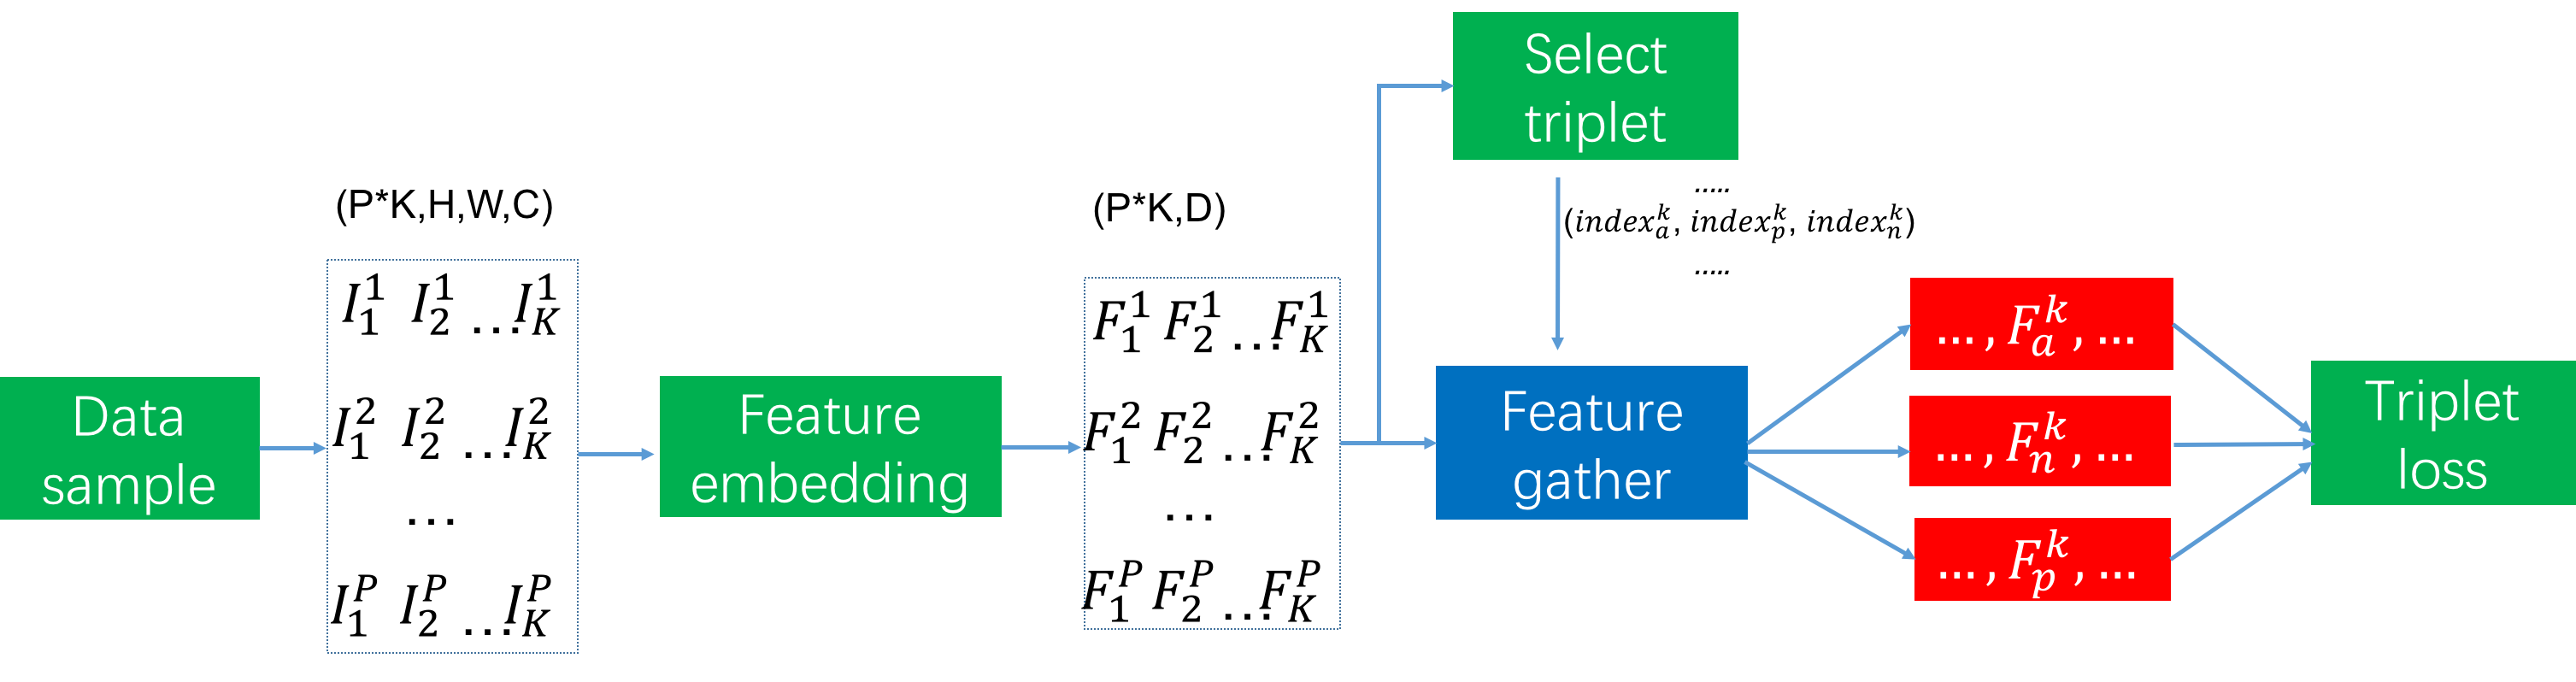 Data
sample
(P*K,H,W,C)
I_1^1 I_2^1 ...I_K^1
I_1^2 I_2^2 ...I_K^2
...
I_1^P I_2^P ...I_K^P
Feature
embedding
(P*K,D)
F_1^1 F_2^1 ...F_K^1
F_1^2 F_2^2 ...F_K^2
...
F_1^P F_2^P ...F_K^P
Select
triplet
.....
(index_a^k, index_p^k, index_n^k)
.....
Feature
gather
..., F_a^k, ...
..., F_n^k, ...
..., F_p^k, ...
Triplet
loss